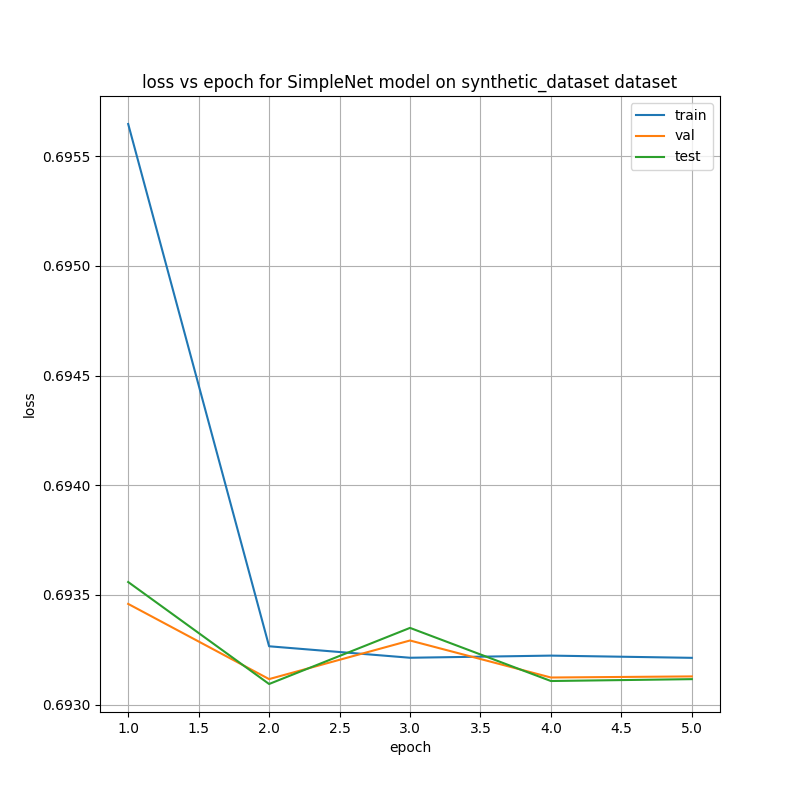 loss vs epoch for SimpleNet model on synthetic_dataset dataset
train
val
test
0.6955
0.6950
0.6945
0.6940
0.6935
0.6930
loss
1.0 1.5 2.0 2.5 3.0 3.5 4.0 4.5 5.0
epoch